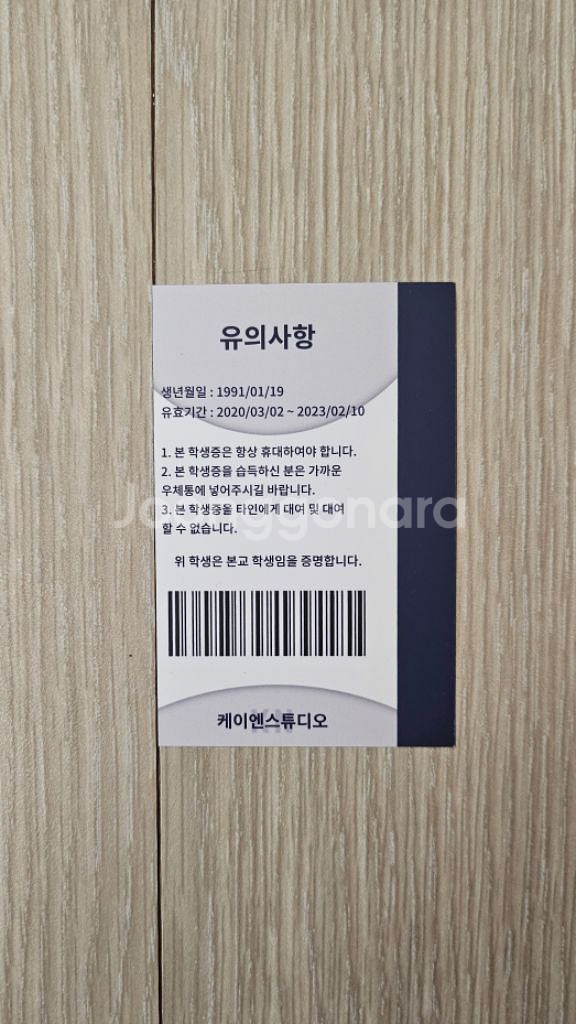 유의사항
생년월일 : 1991/01/19
유효기간 : 2020/03/02 ~ 2023/02/10
1. 본 학생증은 항상 휴대하여야 합니다.
2. 본 학생증을 습득하신 분은 가까운
우체통에 넣어주시길 바랍니다.
3. 본 학생증을 타인에게 대여 및 대여
할 수 없습니다.
Joonggonara
위 학생은 본교 학생임을 증명합니다.
케이엔스튜디오